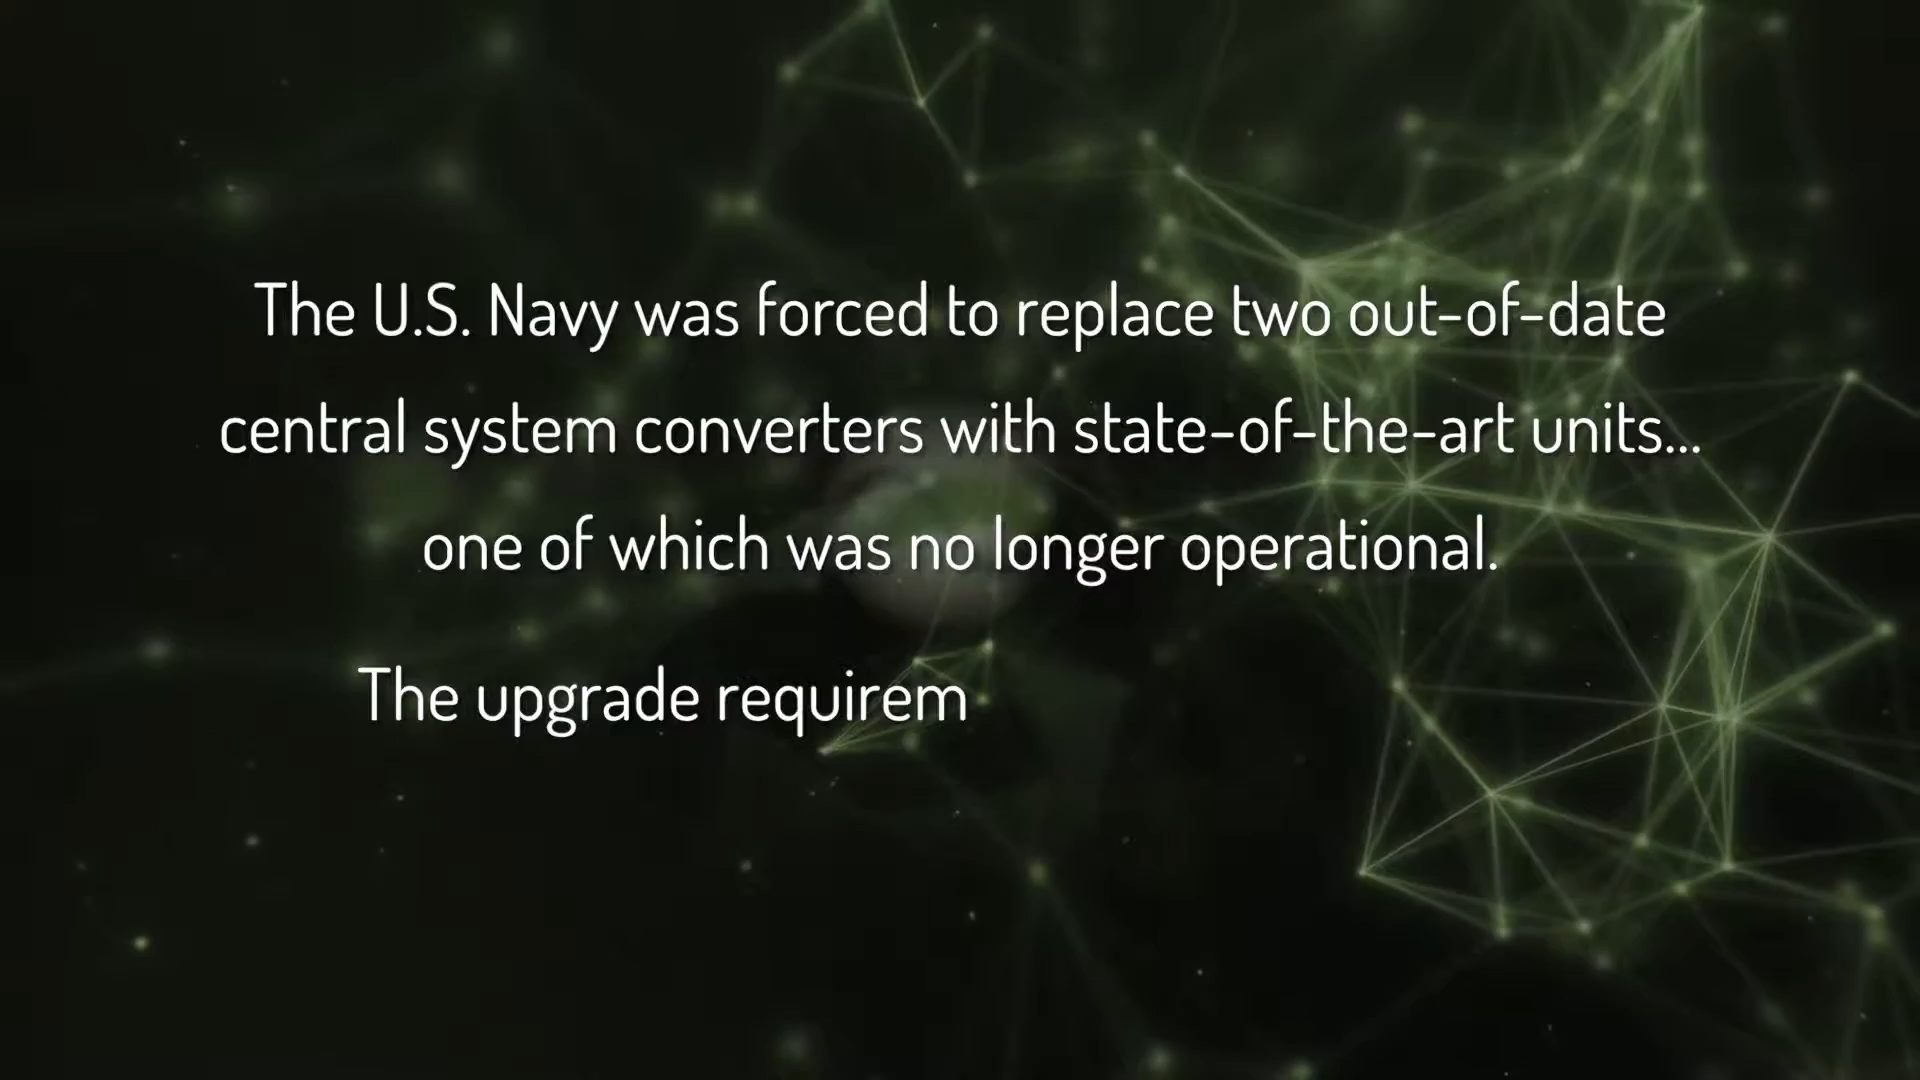 The U.S. Navy was forced to replace two out-of-date
central system converters with state-of-the-art units...
one of which was no longer operational.
The upgrade requirem